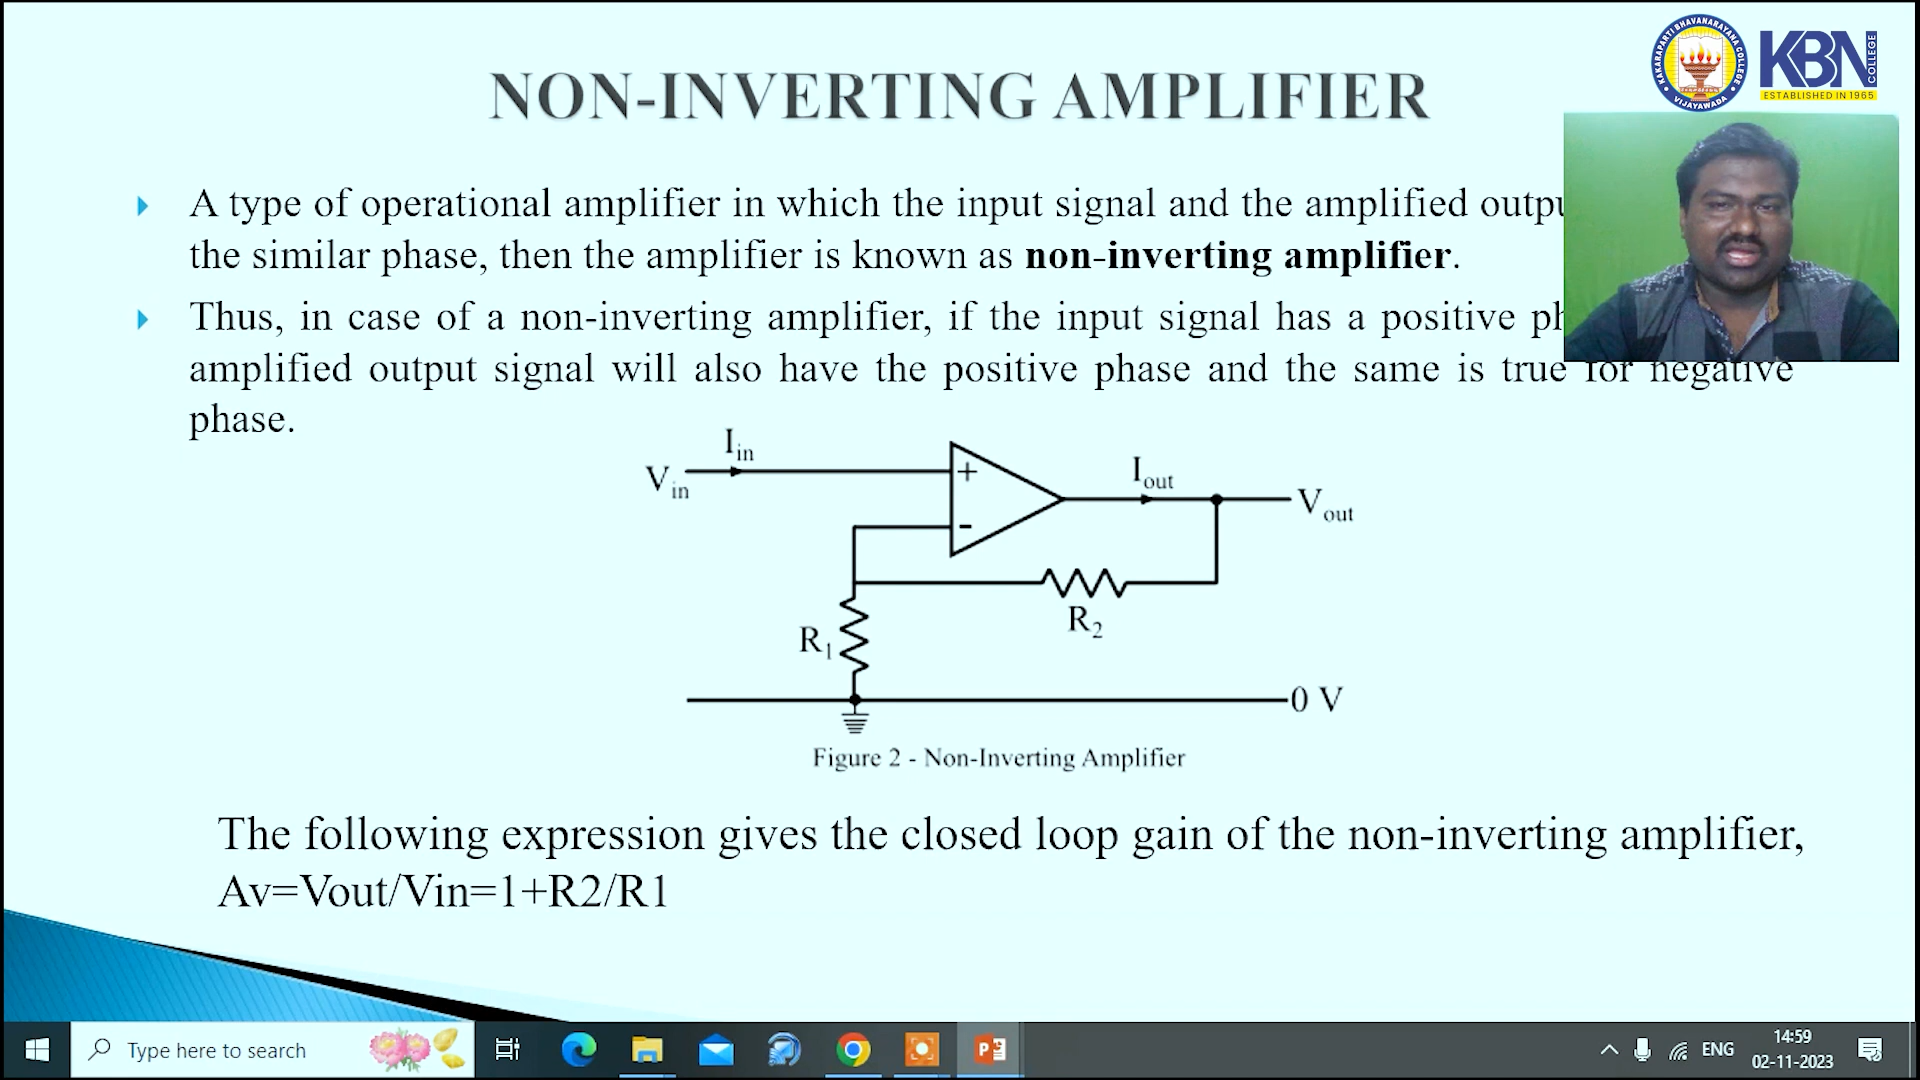 KAKARAPARTI BHAVANARAYANA COLLEGE
VIJAYAWADA
KBN
COLLEGE
ESTABLISHED IN 1965
NON-INVERTING AMPLIFIER
A type of operational amplifier in which the input signal and the amplified
the similar phase, then the amplifier is known as non-inverting amplifier.
Thus, in case of a non-inverting amplifier, if the input signal has a positive
amplified output signal will also have the positive phase and the same is true for negative
phase.
Iin
Vin
+
-
Iout
Vout
R2
R1
0 V
Figure 2 - Non-Inverting Amplifier
The following expression gives the closed loop gain of the non-inverting amplifier,
Av=Vout/Vin=1+R2/R1
Type here to search
ENG
14:59
02-11-2023